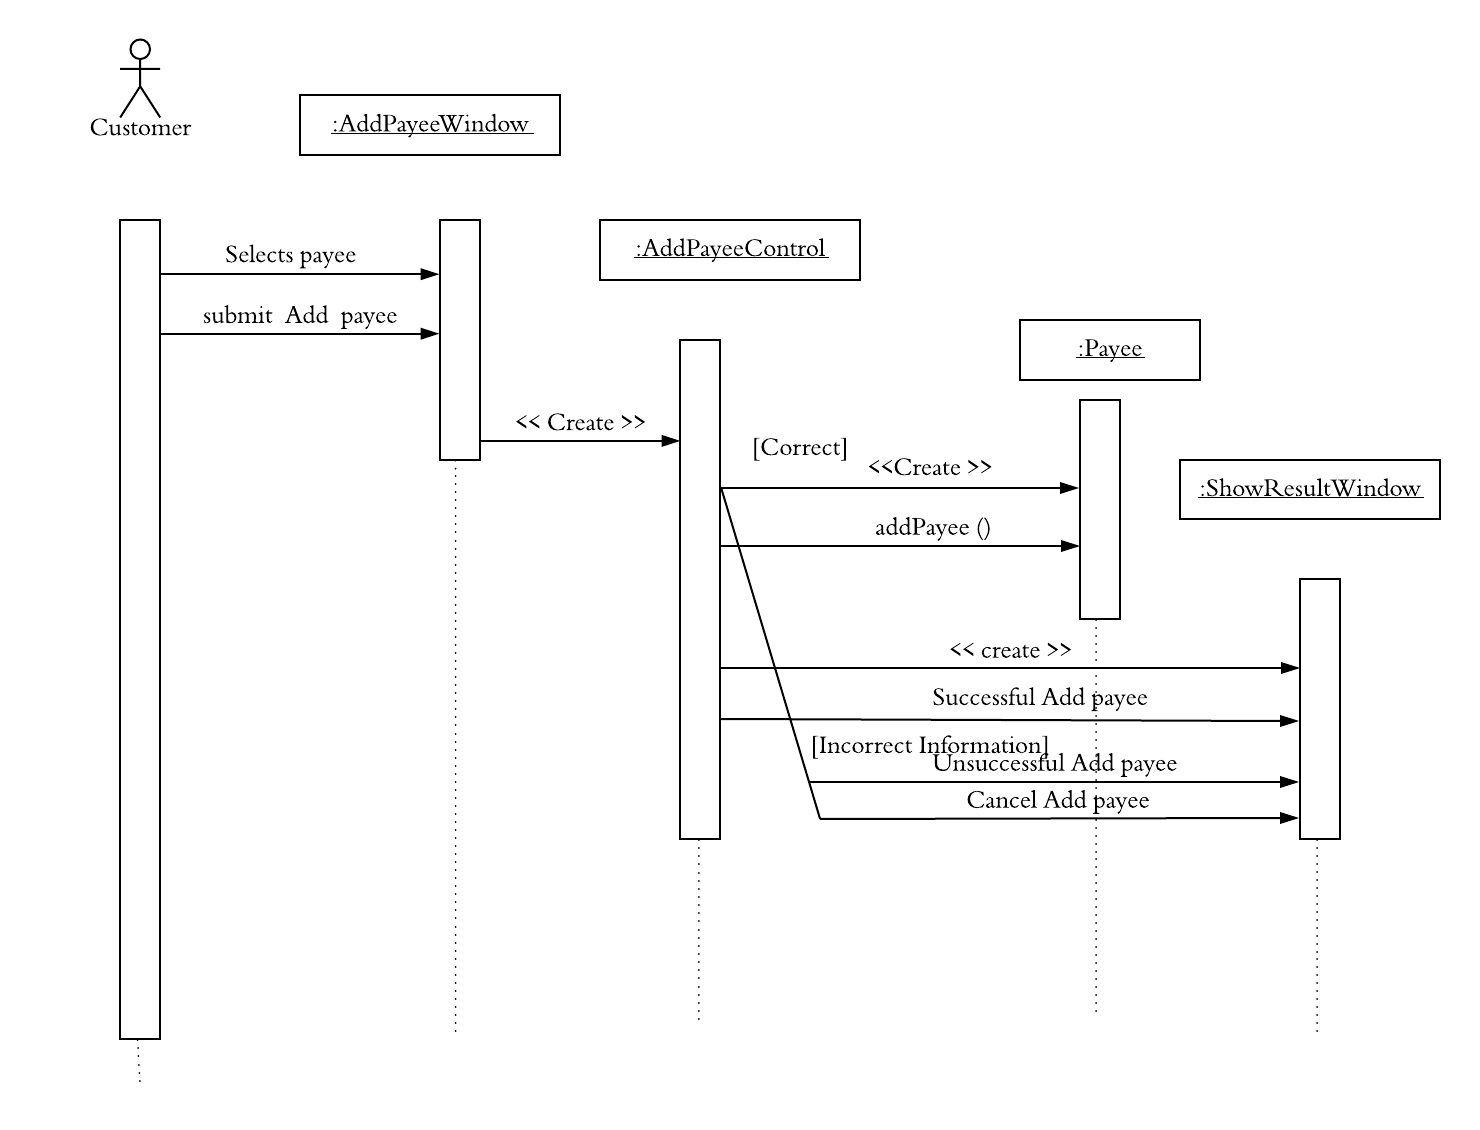 Customer
:AddPayeeWindow
Selects payee
:AddPayeeControl
submit Add payee
:Payee
<< Create >>
[Correct]
<<Create >>
:ShowResultWindow
addPayee ()
<< create >>
Successful Add payee
[Incorrect Information]
Unsuccessful Add payee
Cancel Add payee